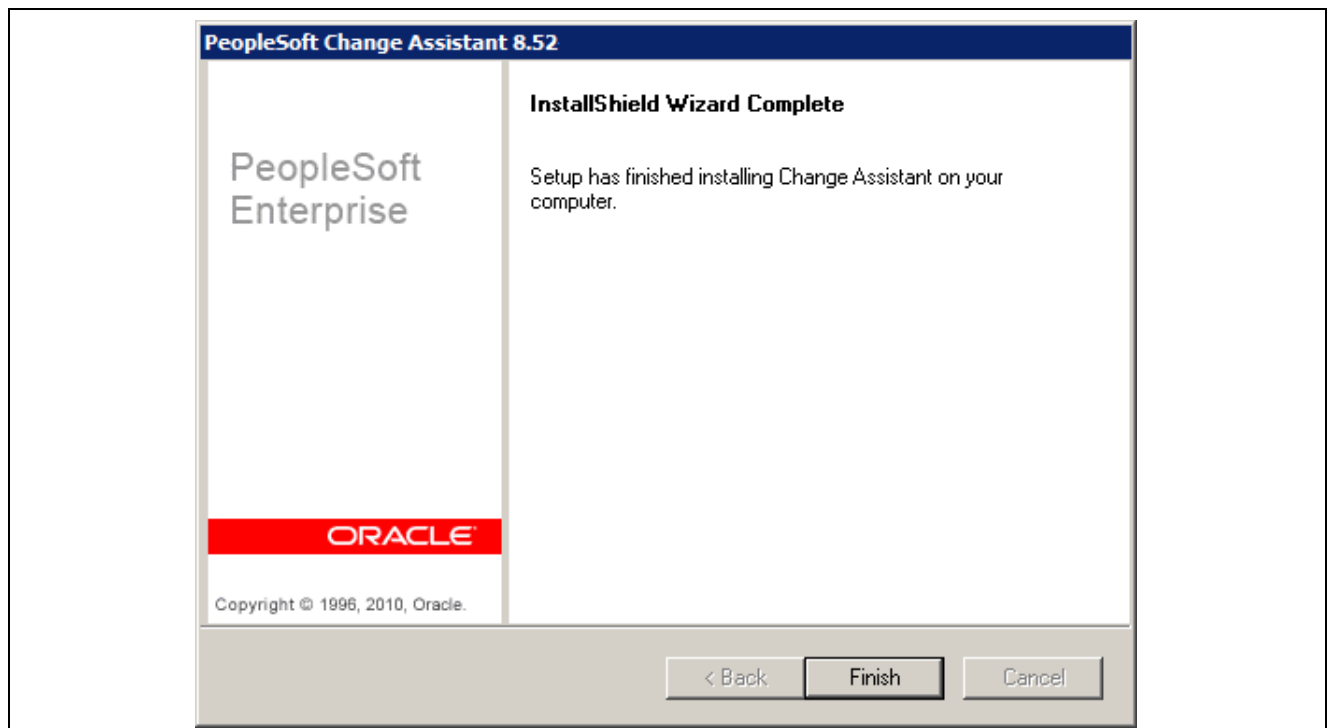 PeopleSoft Change Assistant 8.52
InstallShield Wizard Complete
PeopleSoft
Enterprise
Setup has finished installing Change Assistant on your
computer.
ORACLE
Copyright © 1996, 2010, Oracle.
< Back
Finish
Cancel